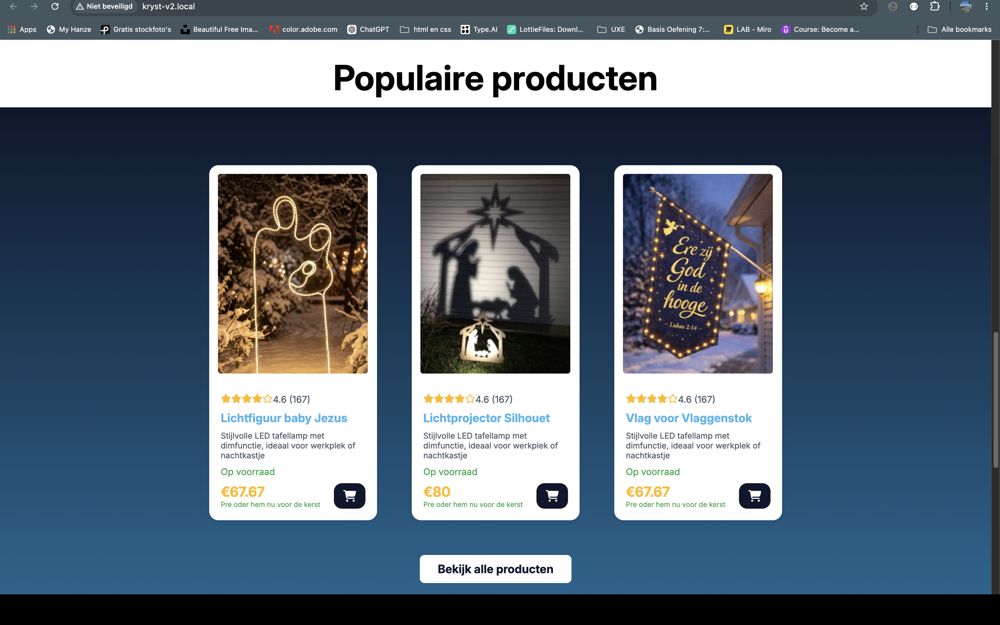 Niet beveiligd
kryst-v2.local
Apps
My Hanze
Gratis stockfoto's
Beautiful Free Ima...
color.adobe.com
ChatGPT
html en css
Type.AI
LottieFiles: Downl...
UXE
Basis Oefening 7:...
LAB - Miro
Course: Become a...
Alle bookmarks
Populaire producten
4.6 (167)
Lichtfiguur baby Jezus
Stijlvolle LED tafellamp met
dimfunctie, ideaal voor werkplek of
nachtkastje
Op voorraad
€67.67
Pre oder hem nu voor de kerst
4.6 (167)
Lichtprojector Silhouet
Stijlvolle LED tafellamp met
dimfunctie, ideaal voor werkplek of
nachtkastje
Op voorraad
€80
Pre oder hem nu voor de kerst
Ere zij
God
in de
hooge
- Lukas 2:14 -
4.6 (167)
Vlag voor Vlaggenstok
Stijlvolle LED tafellamp met
dimfunctie, ideaal voor werkplek of
nachtkastje
Op voorraad
€67.67
Pre oder hem nu voor de kerst
Bekijk alle producten